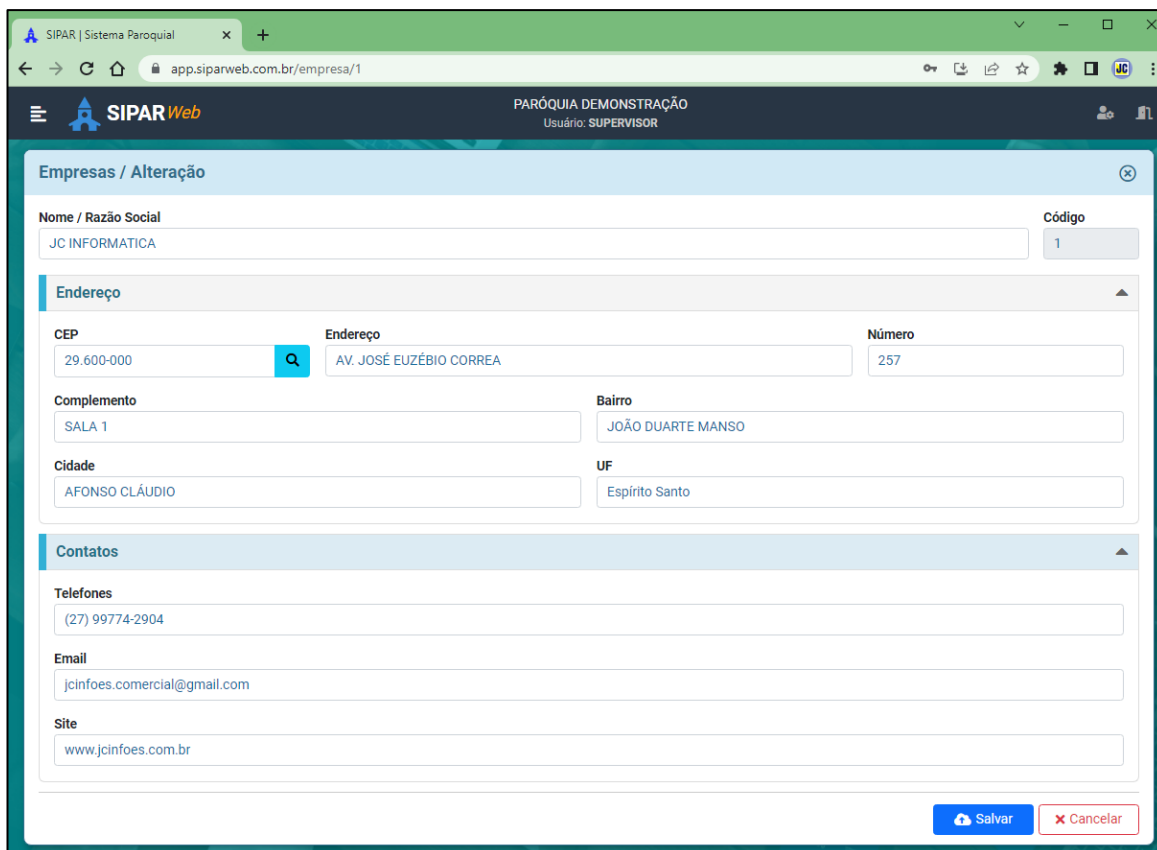 SIPAR | Sistema Paroquial
app.siparweb.com.br/empresa/1
JC
SIPAR Web
PARÓQUIA DEMONSTRAÇÃO
Usuário: SUPERVISOR
Empresas / Alteração
Nome / Razão Social Código
JC INFORMATICA 1
Endereço
CEP Endereço Número
29.600-000 AV. JOSÉ EUZÉBIO CORREA 257
Complemento Bairro
SALA 1 JOÃO DUARTE MANSO
Cidade UF
AFONSO CLÁUDIO Espírito Santo
Contatos
Telefones
(27) 99774-2904
Email
jcinfoes.comercial@gmail.com
Site
www.jcinfoes.com.br
Salvar Cancelar